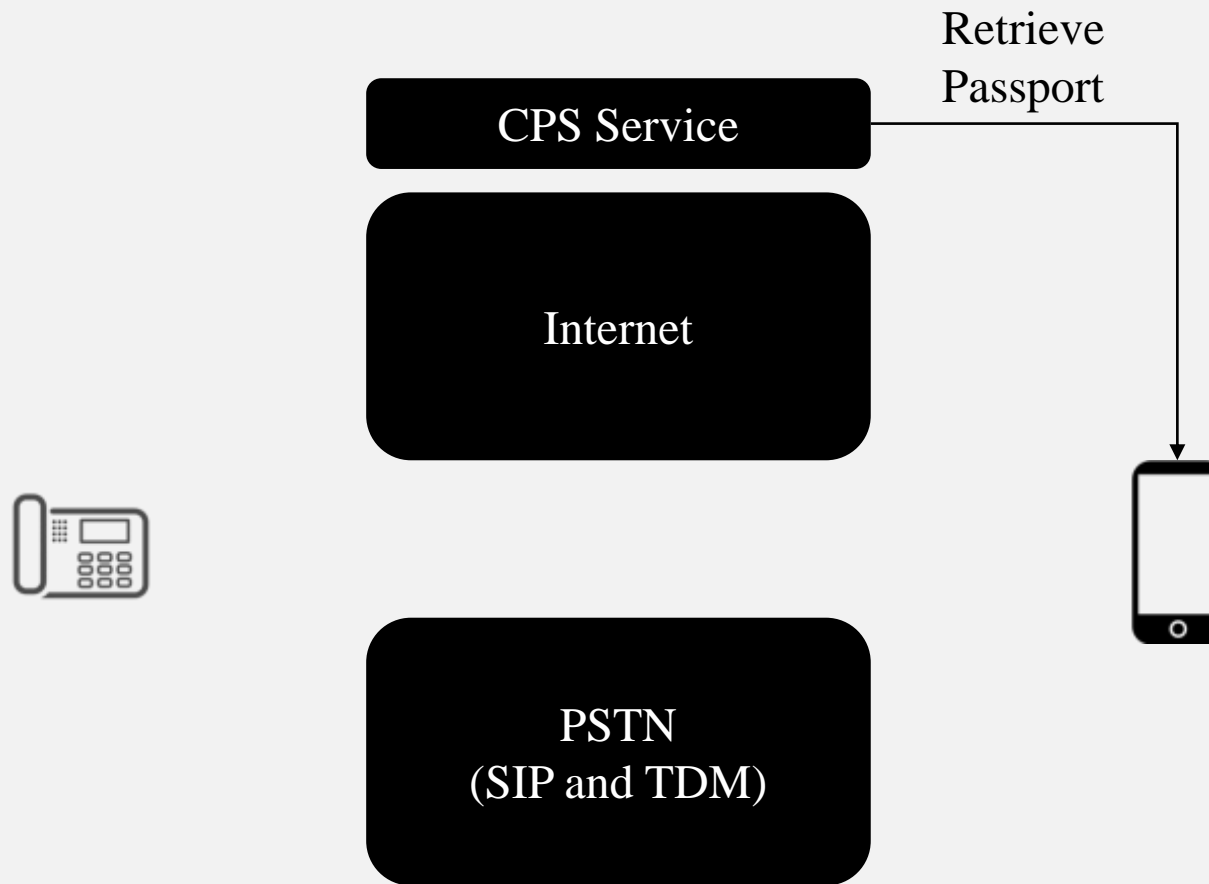 Retrieve
Passport
CPS Service
Internet
PSTN
(SIP and TDM)